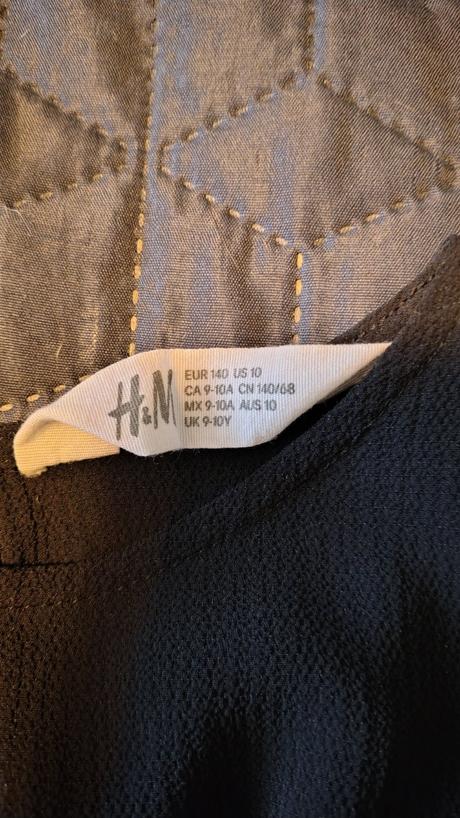 H&M
EUR 140 US 10
CA 9-10A CN 140/68
MX 9-10A AUS 10
UK 9-10Y